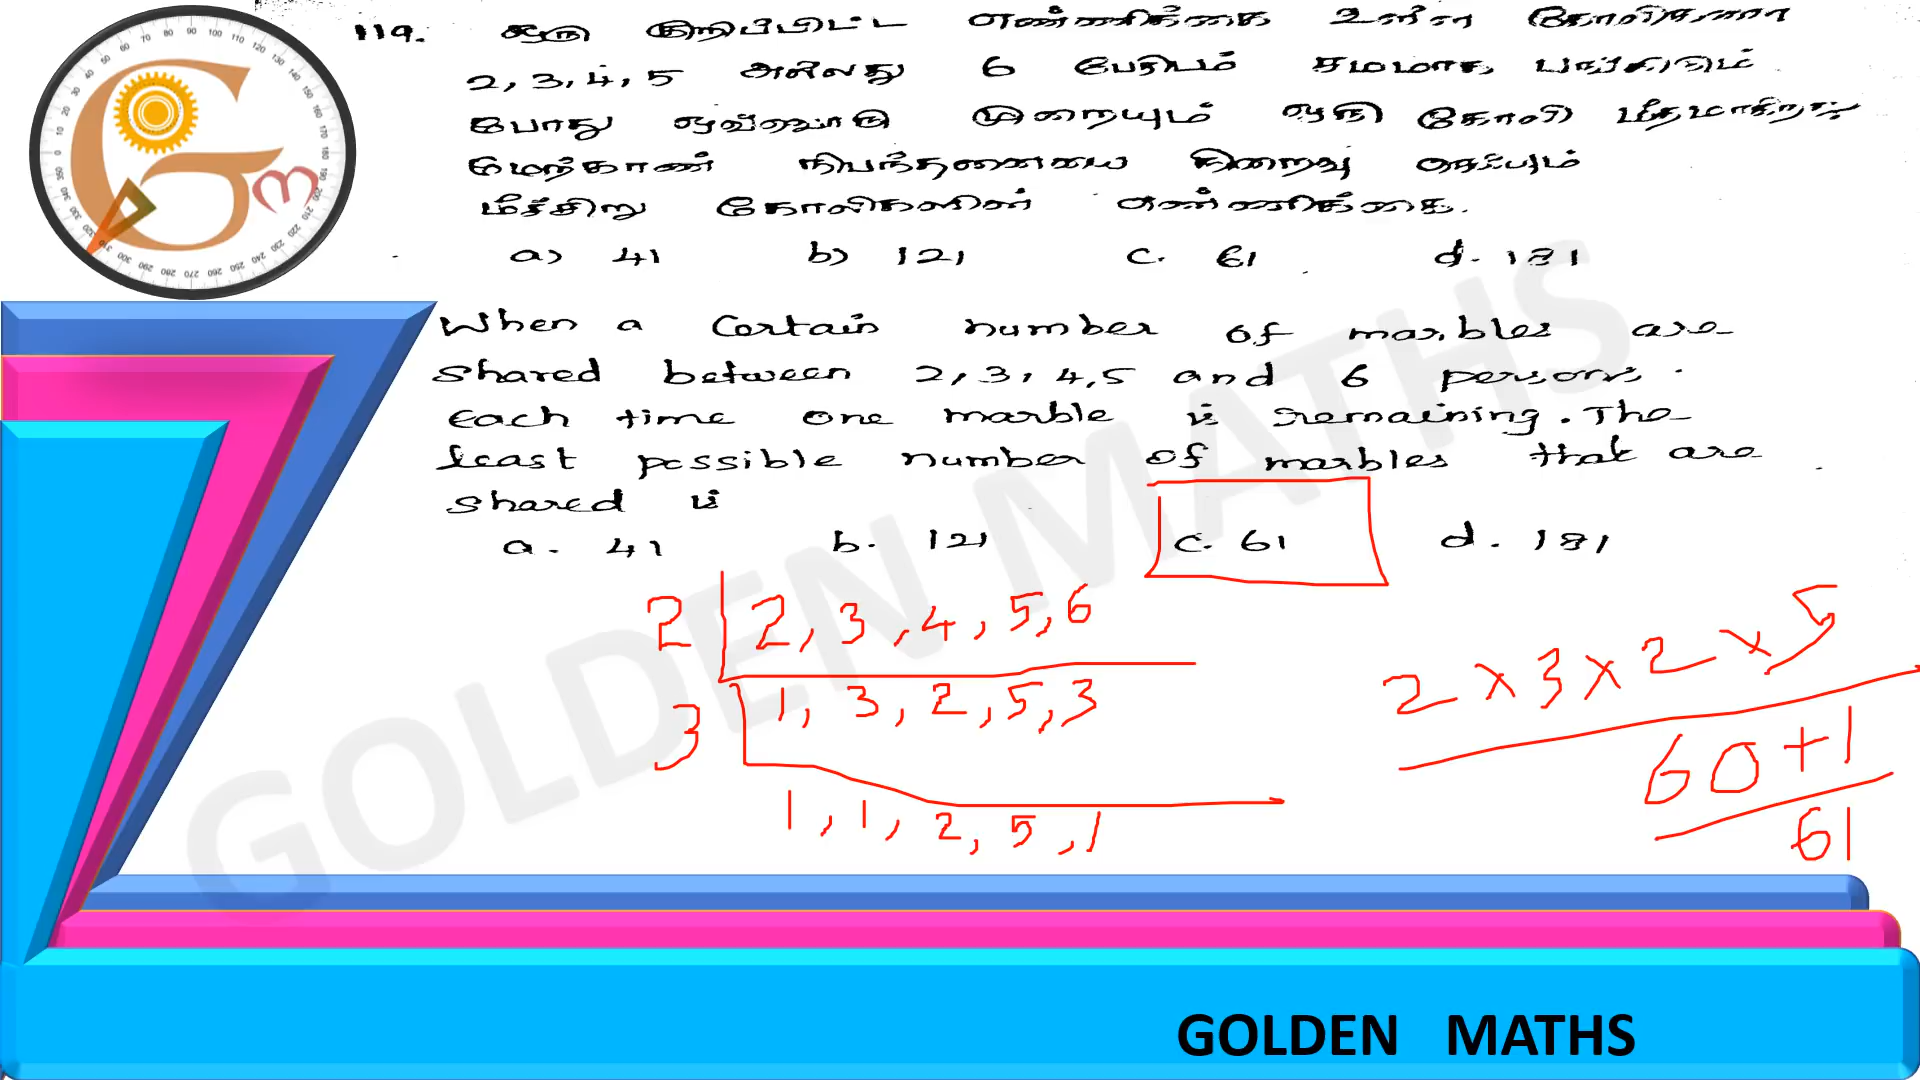 119. ஒரு குறிப்பிட்ட எண்ணிக்கை உள்ள கோலிகளை
2, 3, 4, 5 அல்லது 6 பேரிடம் சமமாக பங்கிடும்
போது ஒவ்வொரு முறையும் ஒரு கோலி மீதமாகிறது
மேற்காண் நிபந்தனையை நிறைவு செய்யும்
மீச்சிறு கோலிகளின் எண்ணிக்கை.
a) 41 b) 121 c. 61 d. 181
When a Certain number of marbles are
shared between 2, 3, 4, 5 and 6 persons.
Each time one marble is remaining. The
least possible number of marbles that are
shared is
a. 41 b. 121 c. 61 d. 181
2 2, 3, 4, 5, 6
3 1, 3, 2, 5, 3
1, 1, 2, 5, 1
2 x 3 x 2 x 5
60 + 1
61
GOLDEN MATHS
GOLDEN MATHS